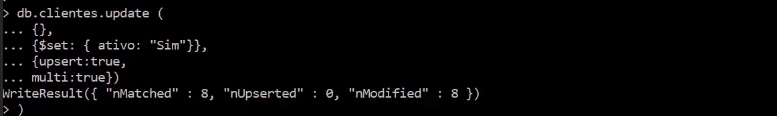 > db.clientes.update (
... {},
... {$set: { ativo: "Sim"}},
... {upsert:true,
... multi:true})
WriteResult({ "nMatched" : 8, "nUpserted" : 0, "nModified" : 8 })
> )